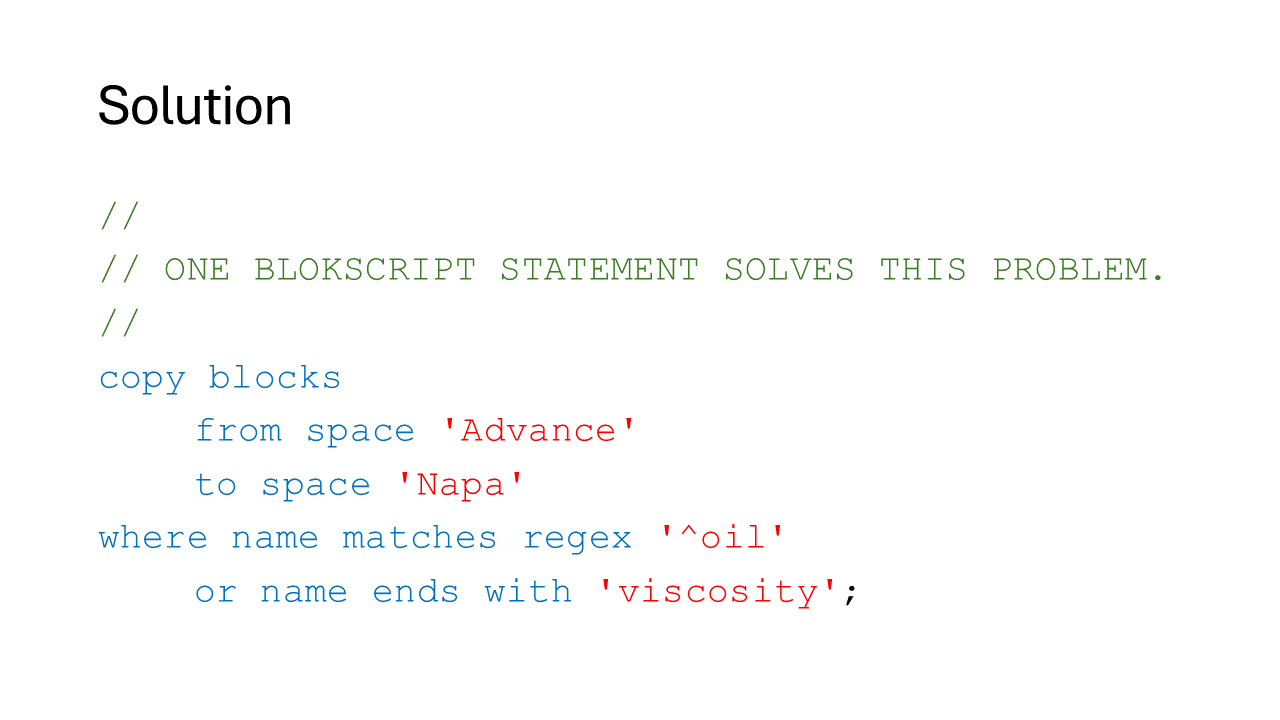 Solution
//
// ONE BLOKSCRIPT STATEMENT SOLVES THIS PROBLEM.
//
copy blocks
from space 'Advance'
to space 'Napa'
where name matches regex '^oil'
or name ends with 'viscosity';